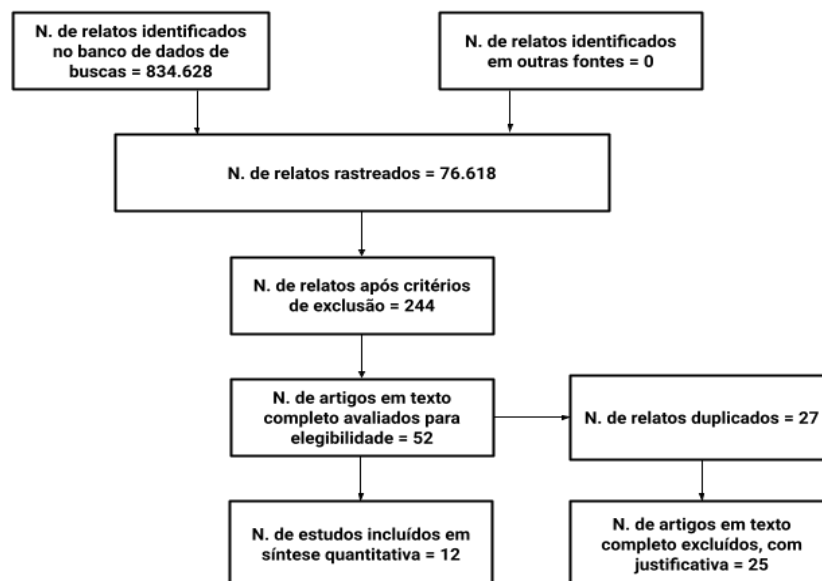 N. de relatos identificados
no banco de dados de
buscas = 834.628
N. de relatos identificados
em outras fontes = 0
N. de relatos rastreados = 76.618
N. de relatos após critérios
de exclusão = 244
N. de artigos em texto
completo avaliados para
elegibilidade = 52
N. de relatos duplicados = 27
N. de estudos incluídos em
síntese quantitativa = 12
N. de artigos em texto
completo excluídos, com
justificativa = 25